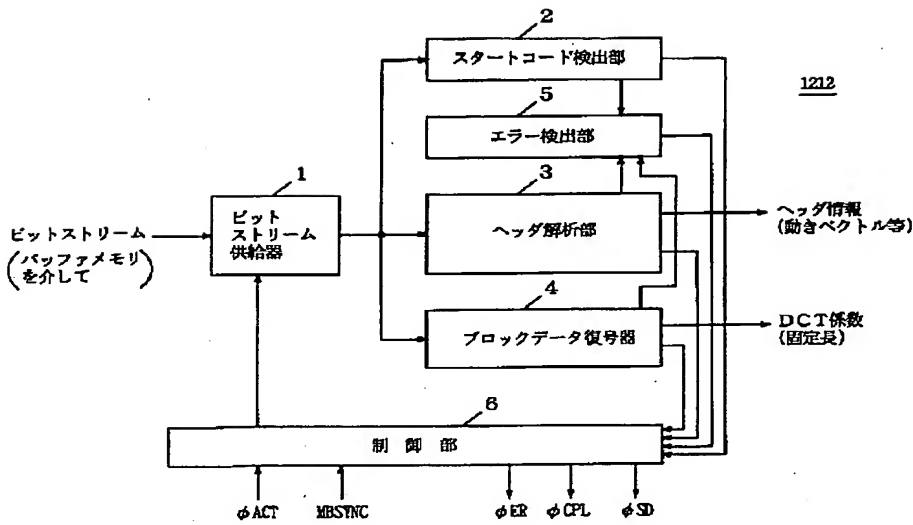 2
スタートコード検出部
1212
5
エラー検出部
1
3
ビット
ストリーム
供給器
ヘッダ解析部
ヘッダ情報
(動きベクトル等)
ビットストリーム
(バッファメモリ
を介して
4
ブロックデータ復号器
DCT係数
(固定長)
6
制御部
φACT
MBSYNC
φER
φCPL
φSD